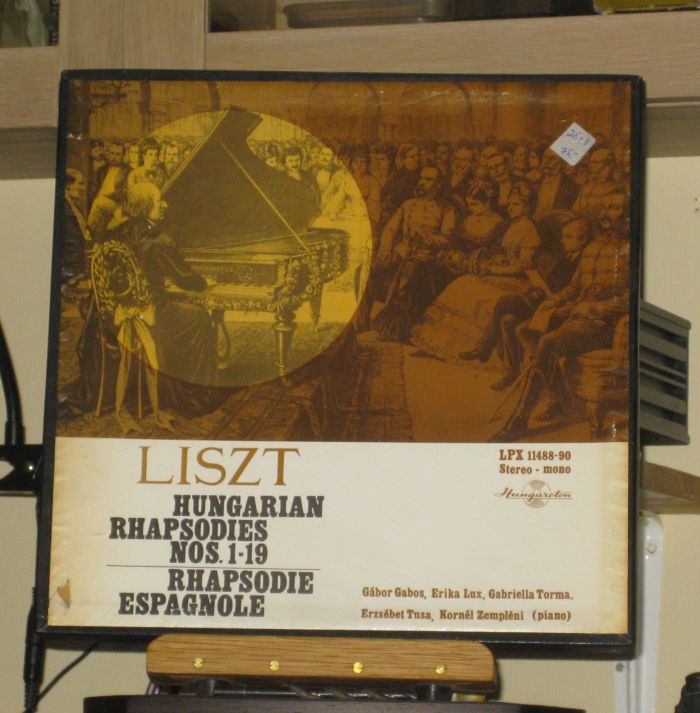 LISZT
HUNGARIAN
RHAPSODIES
NOS. 1-19
RHAPSODIE
ESPAGNOLE
LPX 11488-90
Stereo - mono
Hungaroton
Gábor Gabos, Erika Lux, Gabriella Torma,
Erzsébet Tusa, Kornél Zempléni (piano)